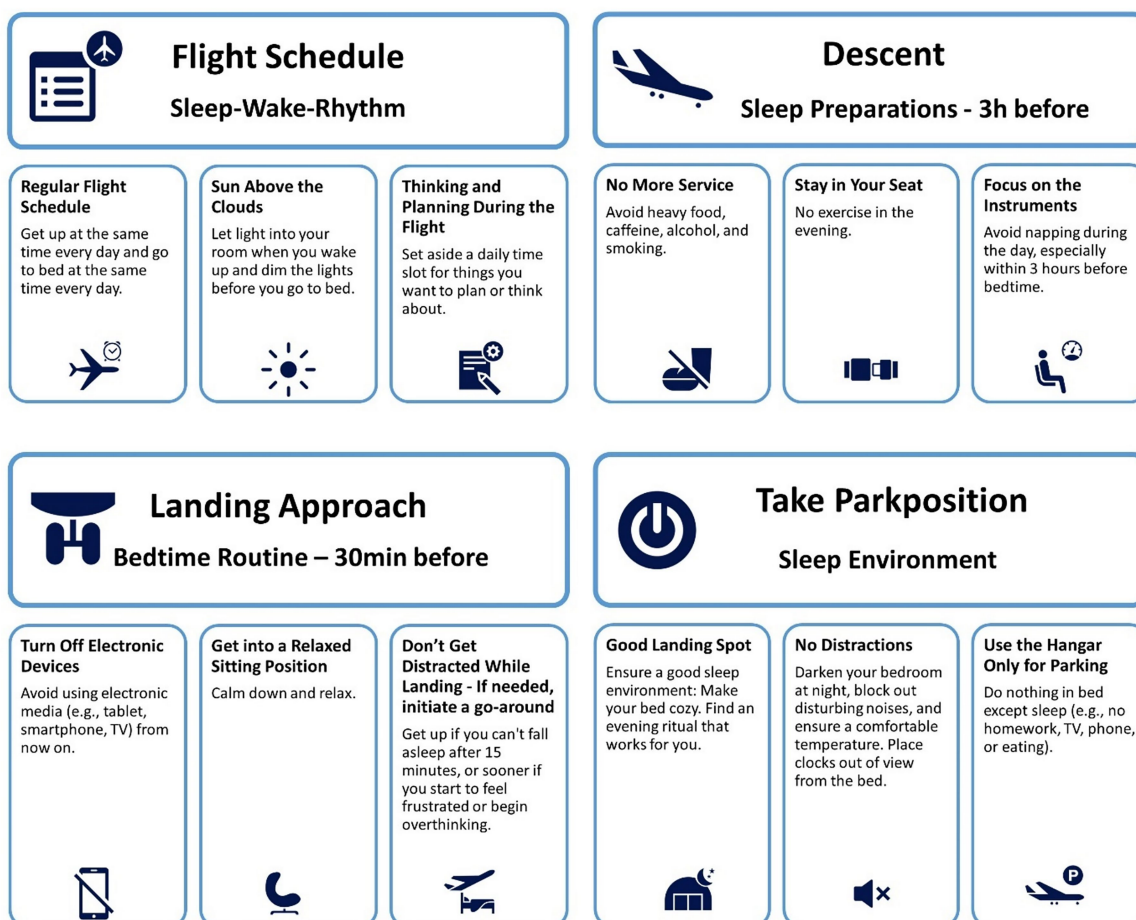 Flight Schedule
Sleep-Wake-Rhythm
Regular Flight
Schedule
Get up at the same
time every day and go
to bed at the same
time every day.
Sun Above the
Clouds
Let light into your
room when you wake
up and dim the lights
before you go to bed.
Thinking and
Planning During the
Flight
Set aside a daily time
slot for things you
want to plan or think
about.
Descent
Sleep Preparations - 3h before
No More Service
Avoid heavy food,
caffeine, alcohol, and
smoking.
Stay in Your Seat
No exercise in the
evening.
Focus on the
Instruments
Avoid napping during
the day, especially
within 3 hours before
bedtime.
Landing Approach
Bedtime Routine – 30min before
Turn Off Electronic
Devices
Avoid using electronic
media (e.g., tablet,
smartphone, TV) from
now on.
Get into a Relaxed
Sitting Position
Calm down and relax.
Don’t Get
Distracted While
Landing - If needed,
initiate a go-around
Get up if you can't fall
asleep after 15
minutes, or sooner if
you start to feel
frustrated or begin
overthinking.
Take Parkposition
Sleep Environment
Good Landing Spot
Ensure a good sleep
environment: Make
your bed cozy. Find an
evening ritual that
works for you.
No Distractions
Darken your bedroom
at night, block out
disturbing noises, and
ensure a comfortable
temperature. Place
clocks out of view
from the bed.
Use the Hangar
Only for Parking
Do nothing in bed
except sleep (e.g., no
homework, TV, phone,
or eating).
P